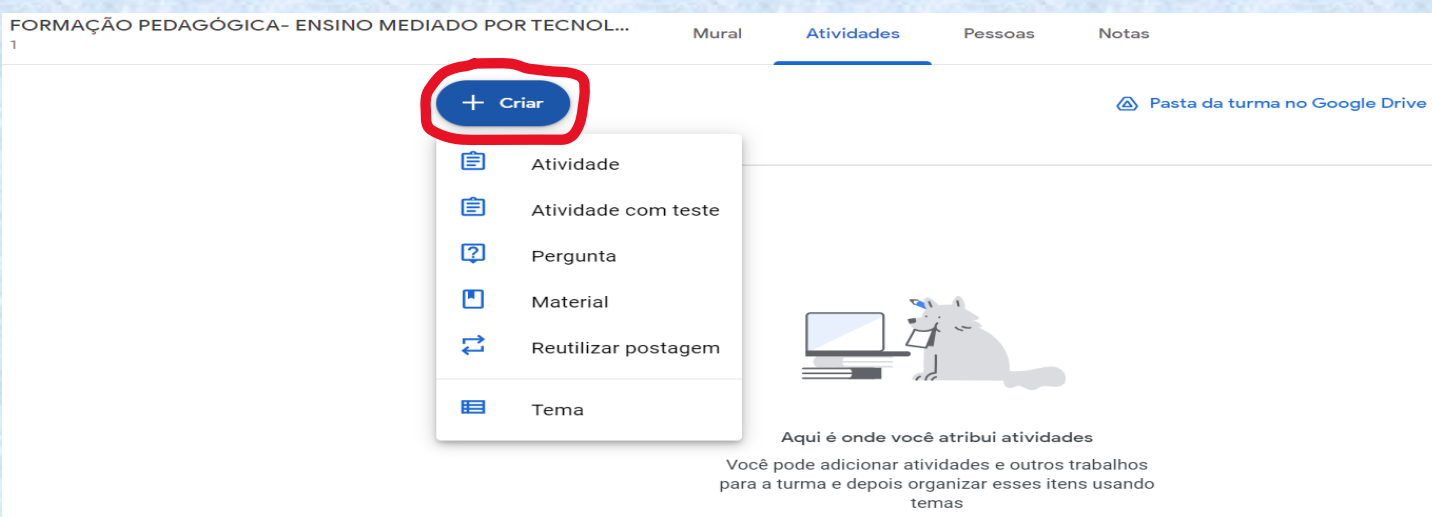 FORMAÇÃO PEDAGÓGICA- ENSINO MEDIADO POR TECNOL...
1
Mural
Atividades
Pessoas
Notas
+ Criar
Pasta da turma no Google Drive
Atividade
Atividade com teste
Pergunta
Material
Reutilizar postagem
Tema
Aqui é onde você atribui atividades
Você pode adicionar atividades e outros trabalhos
para a turma e depois organizar esses itens usando
temas